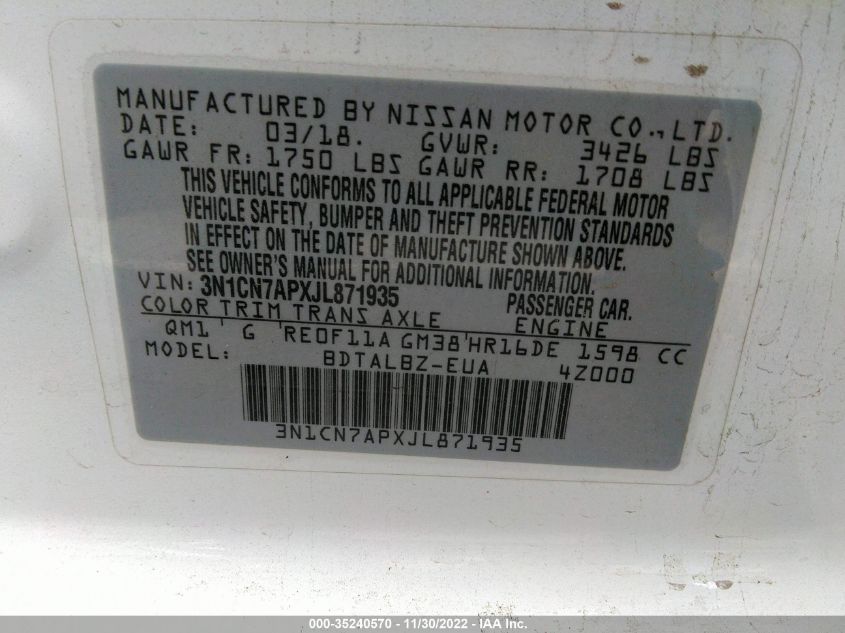 MANUFACTURED BY NISSAN MOTOR CO., LTD.
DATE: 03/18. GVWR: 3426 LBS
GAWR FR: 1750 LBS GAWR RR: 1708 LBS
THIS VEHICLE CONFORMS TO ALL APPLICABLE FEDERAL MOTOR
VEHICLE SAFETY, BUMPER AND THEFT PREVENTION STANDARDS
IN EFFECT ON THE DATE OF MANUFACTURE SHOWN ABOVE.
SEE OWNER'S MANUAL FOR ADDITIONAL INFORMATION.
VIN: 3N1CN7APXJL871935 PASSENGER CAR.
COLOR TRIM TRANS AXLE ENGINE
QM1 ' G ' RE0F11A GM38 ' HR16DE 1598 CC
MODEL: BDTALBZ-EUA 4Z000
3N1CN7APXJL871935
000-35240570 - 11/30/2022 - IAA Inc.